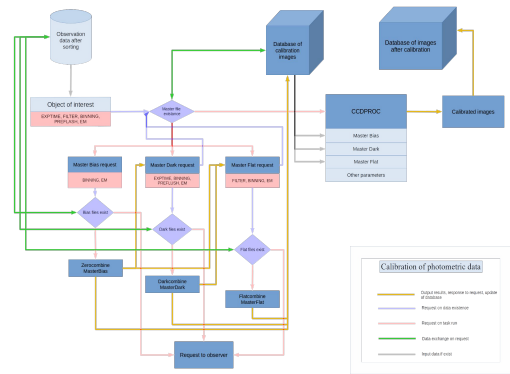 Observation
data after
sorting
Database of
calibration
images
Database of images
after calibration
Object of interest
EXPTIME, FILTER, BINNING,
PREFLASH, EM
Master file
existence
CCDPROC
Master Bias
Master Dark
Master Flat
Other parameters
Calibrated images
Master Bias request
BINNING, EM
Master Dark request
EXPTIME, BINNING,
PREFLUSH, EM
Master Flat request
FILTER, BINNING, EM
Bias files exist
Dark files exist
Flat files exist
Zerocombine
MasterBias
Darkcombine
MasterDark
Flatcombine
MasterFlat
Request to observer
Calibration of photometric data
Output results, response to request, update
of database
Request on data existence
Request on task run
Data exchange on request
Input data if exists